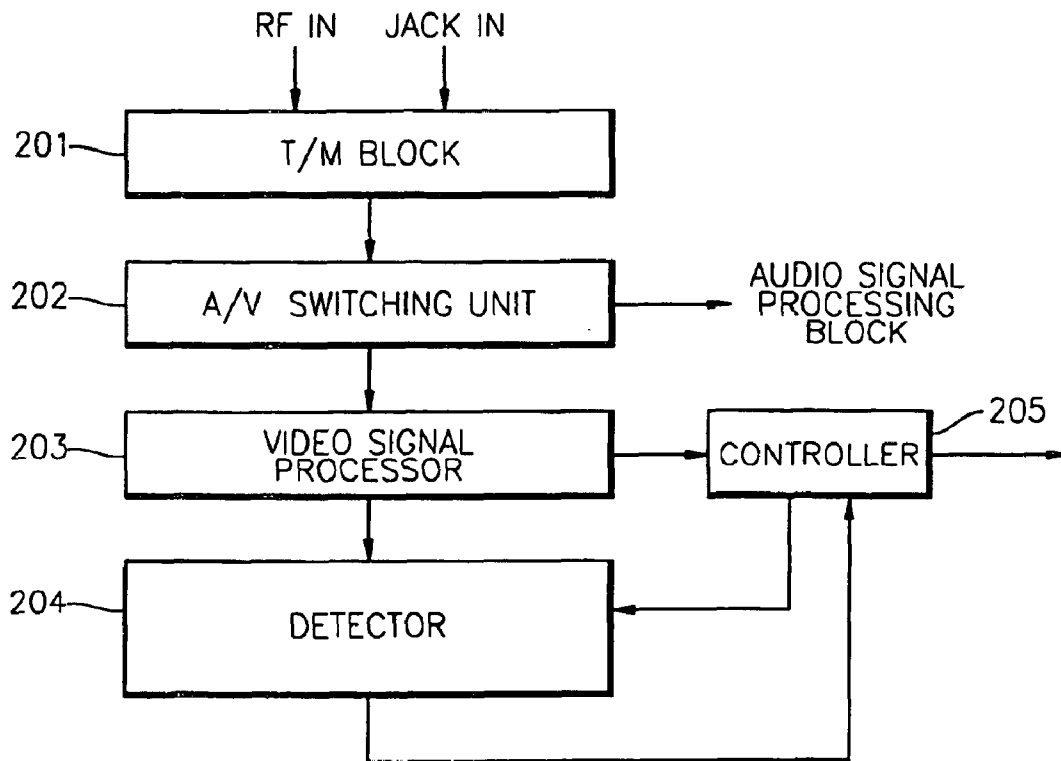 RF IN JACK IN
201
T/M BLOCK
202
A/V SWITCHING UNIT
AUDIO SIGNAL
PROCESSING
BLOCK
203
VIDEO SIGNAL
PROCESSOR
205
CONTROLLER
204
DETECTOR